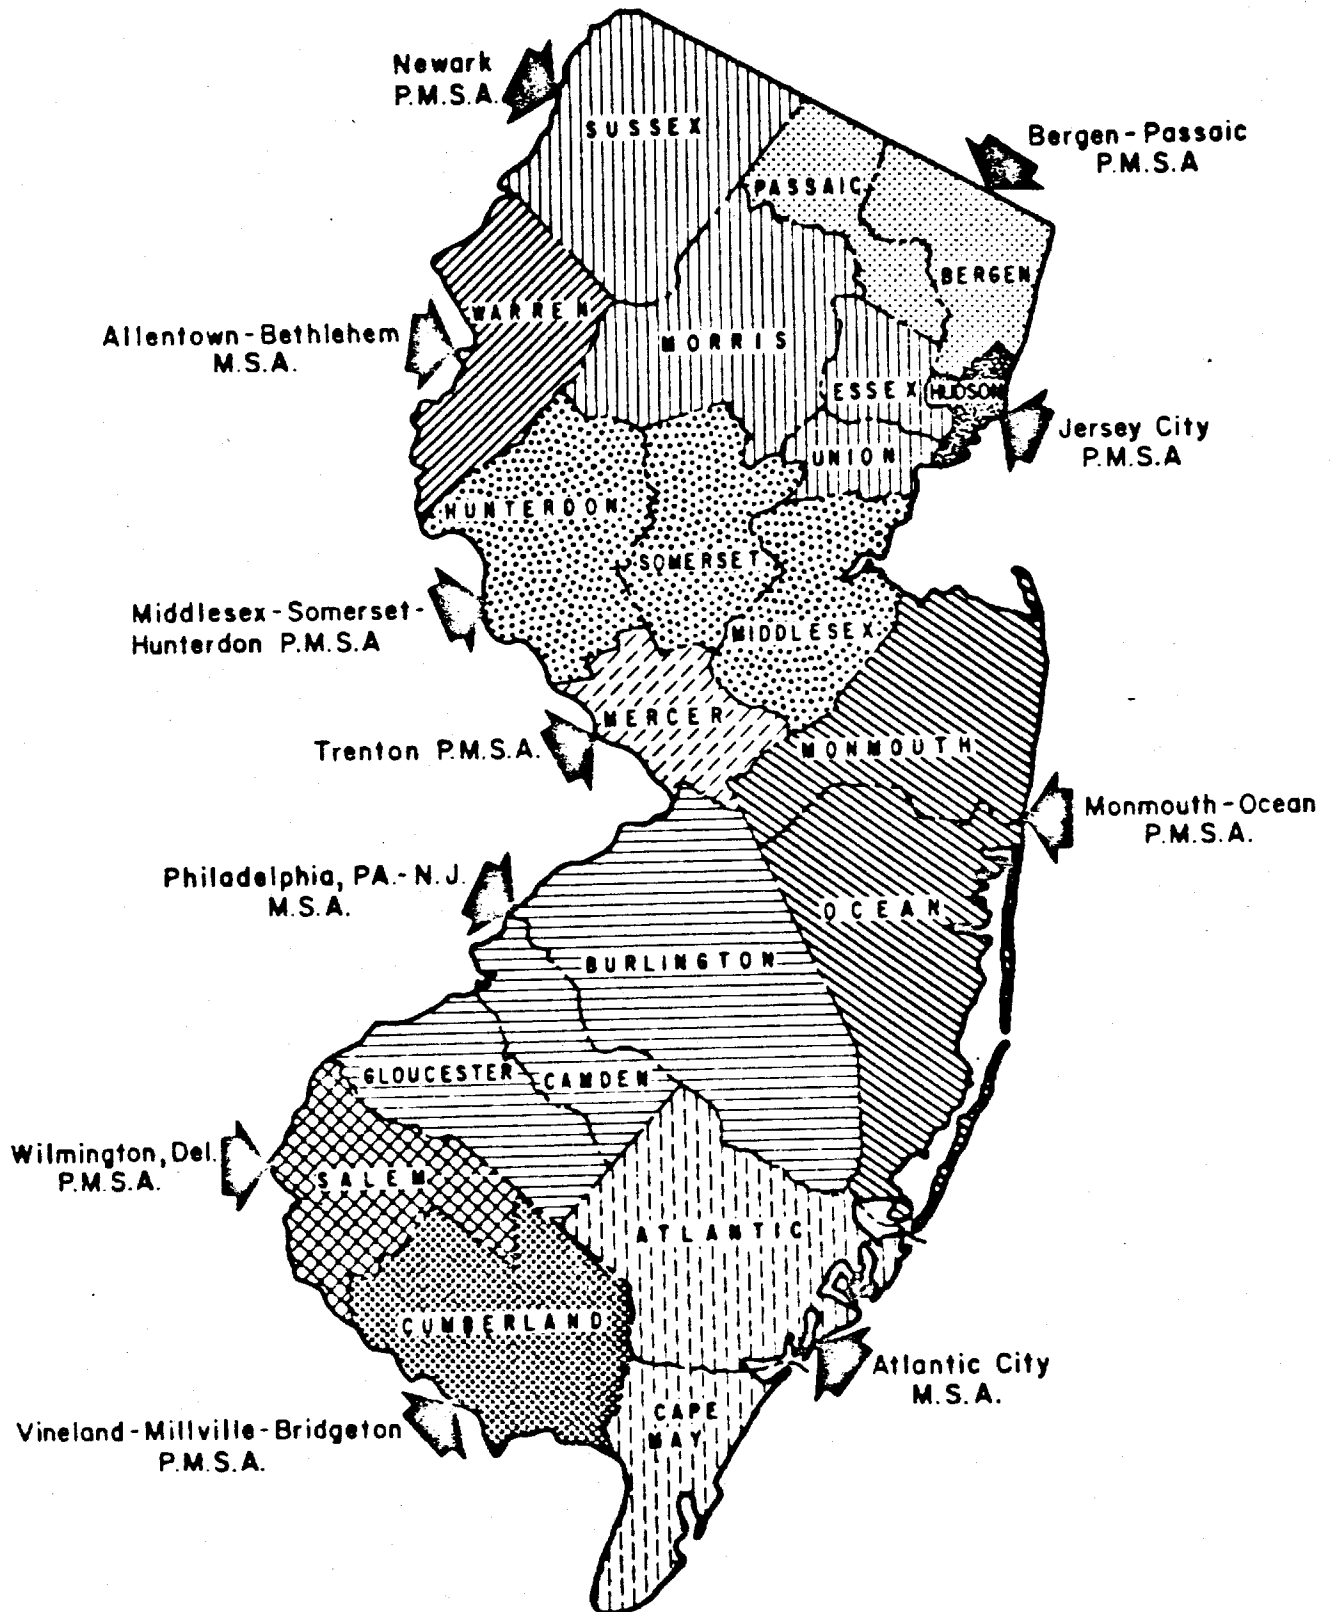 Newark
P.M.S.A.
SUSSEX
Bergen-Passaic
P.M.S.A
PASSAIC
BERGEN
WARREN
Allentown-Bethlehem
M.S.A.
MORRIS
ESSEX
HUDSON
Jersey City
P.M.S.A
UNION
HUNTERDON
SOMERSET
Middlesex-Somerset-
Hunterdon P.M.S.A
MIDDLESEX
MERCER
Trenton P.M.S.A.
MONMOUTH
Monmouth-Ocean
P.M.S.A.
Philadelphia, PA.-N.J.
M.S.A.
OCEAN
BURLINGTON
GLOUCESTER
CAMDEN
Wilmington, Del.
P.M.S.A.
SALEM
ATLANTIC
CUMBERLAND
Atlantic City
M.S.A.
CAPE
MAY
Vineland-Millville-Bridgeton
P.M.S.A.